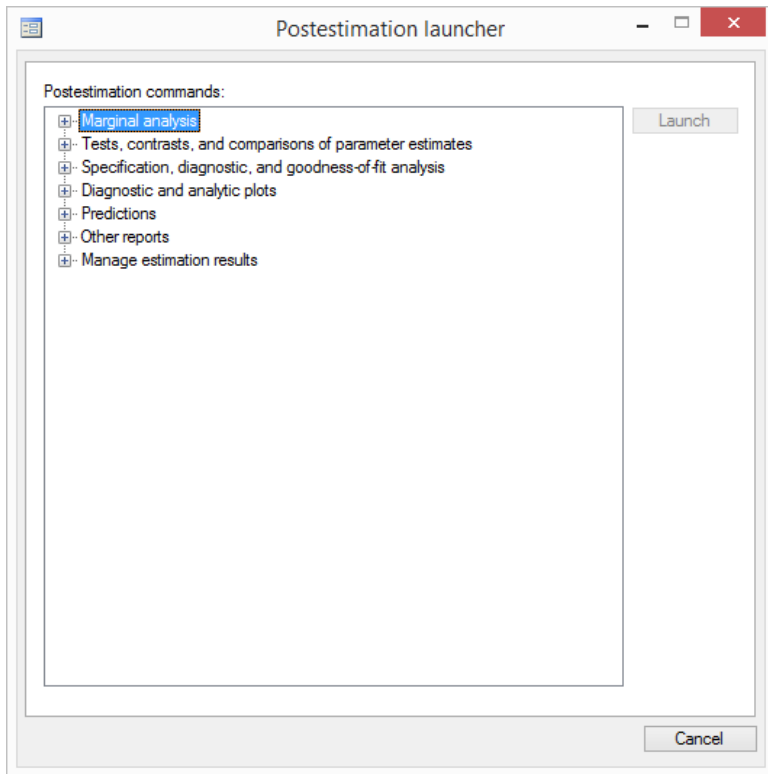 Postestimation launcher
Postestimation commands:
Marginal analysis
Launch
Tests, contrasts, and comparisons of parameter estimates
Specification, diagnostic, and goodness-of-fit analysis
Diagnostic and analytic plots
Predictions
Other reports
Manage estimation results
Cancel